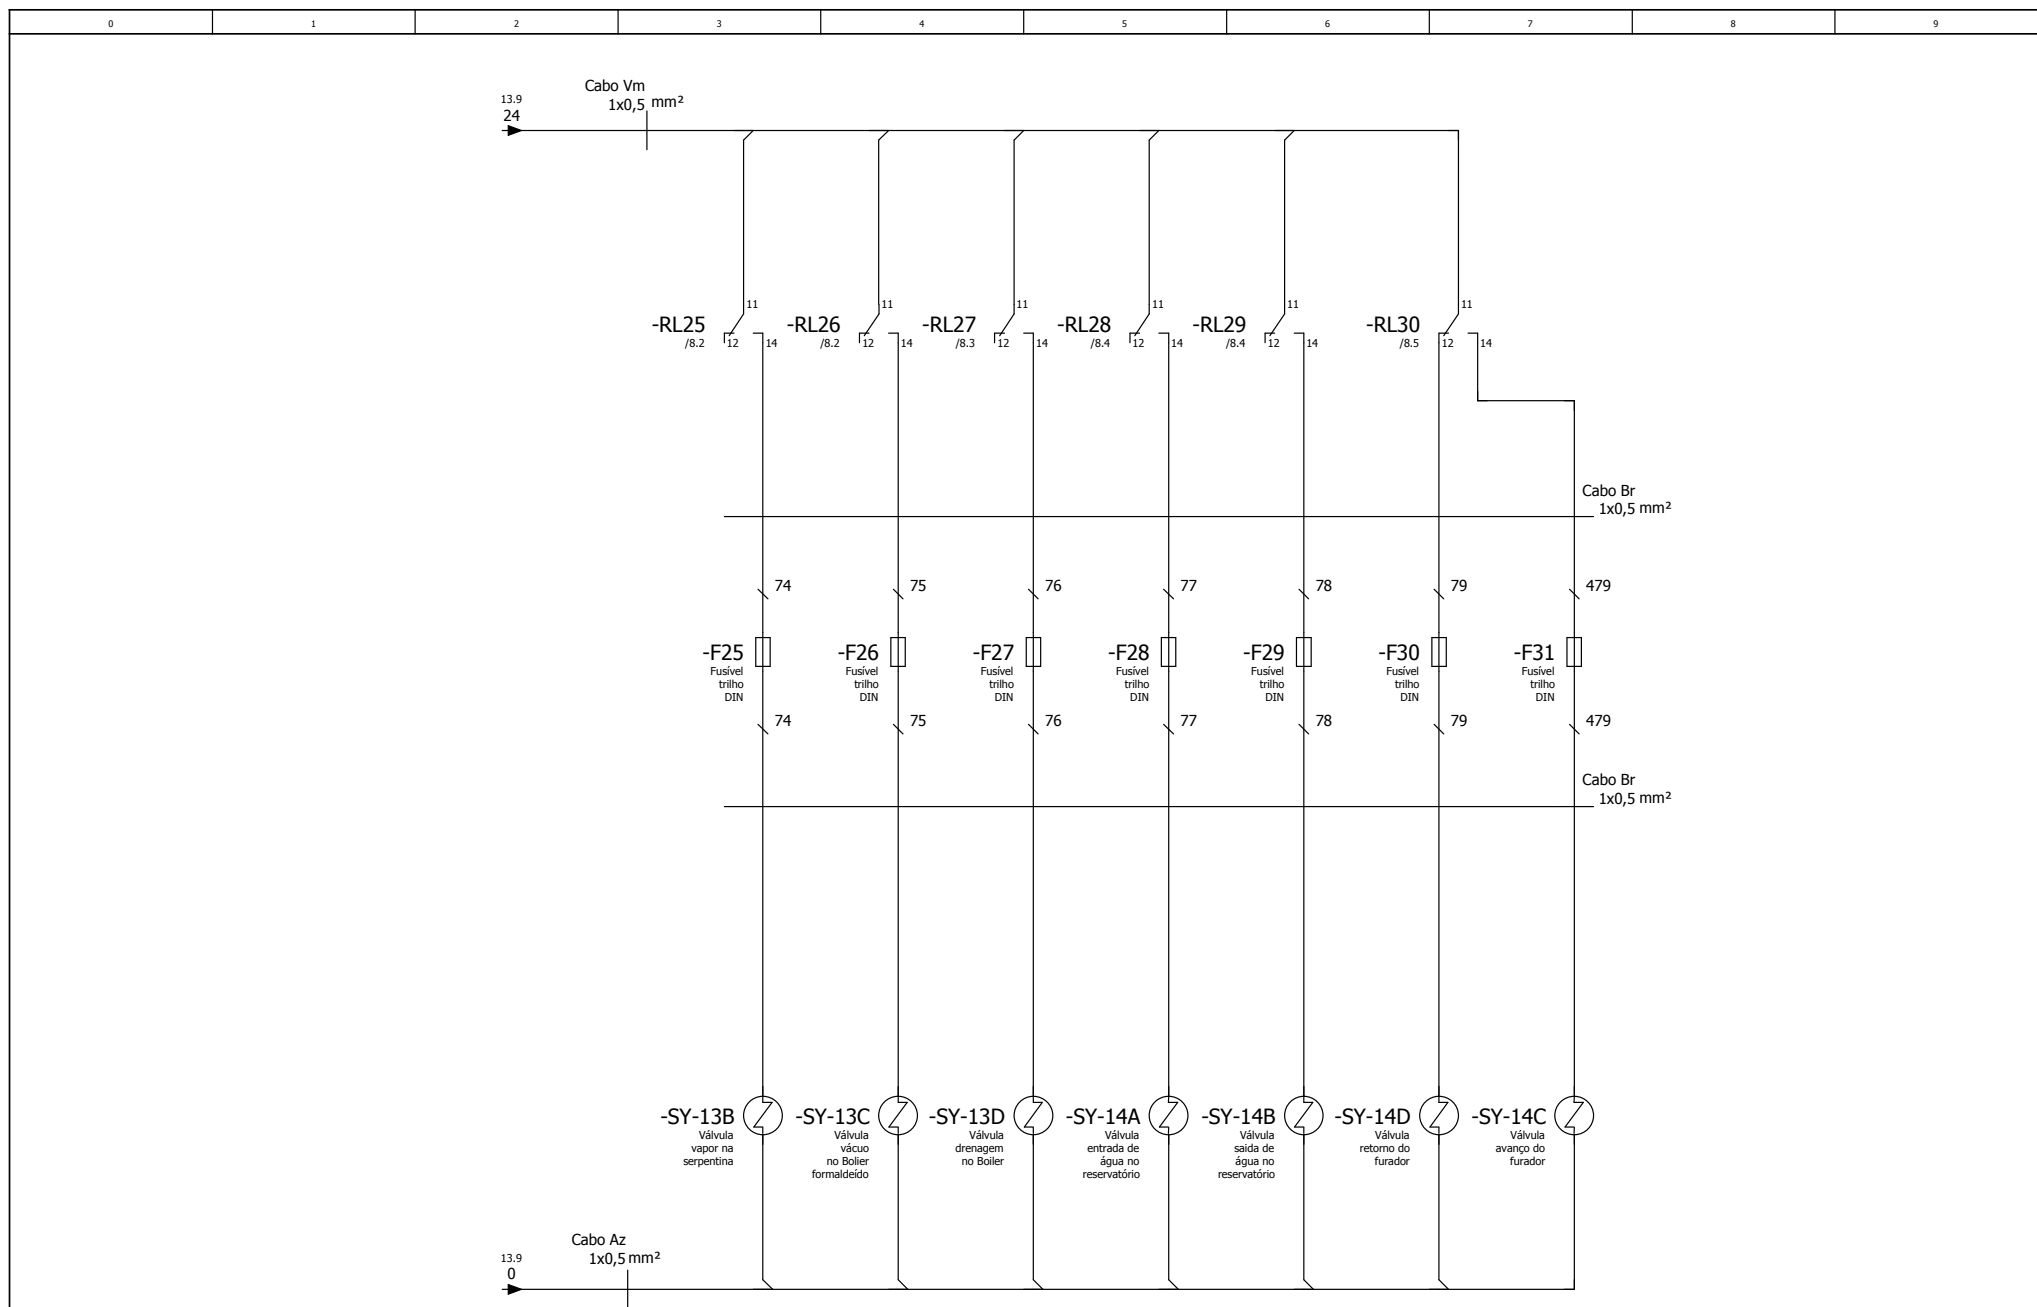 0 1 2 3 4 5 6 7 8 9
Cabo Vm
1x0,5 mm²
13.9
24
11 11 11 11 11 11
-RL25 -RL26 -RL27 -RL28 -RL29 -RL30
/8.2 12 14 /8.2 12 14 /8.3 12 14 /8.4 12 14 /8.4 12 14 /8.5 12 14
Cabo Br
1x0,5 mm²
74 75 76 77 78 79 479
-F25 -F26 -F27 -F28 -F29 -F30 -F31
Fusível Fusível Fusível Fusível Fusível Fusível Fusível
trilho trilho trilho trilho trilho trilho trilho
DIN DIN DIN DIN DIN DIN DIN
74 75 76 77 78 79 479
Cabo Br
1x0,5 mm²
-SY-13B -SY-13C -SY-13D -SY-14A -SY-14B -SY-14D -SY-14C
Válvula Válvula Válvula Válvula Válvula Válvula Válvula
vapor na vácuo drenagem entrada de saida de retorno do avanço do
serpentina no Bolier no Boiler água no água no furador furador
formaldeído reservatório reservatório
Cabo Az
1x0,5 mm²
13.9
0